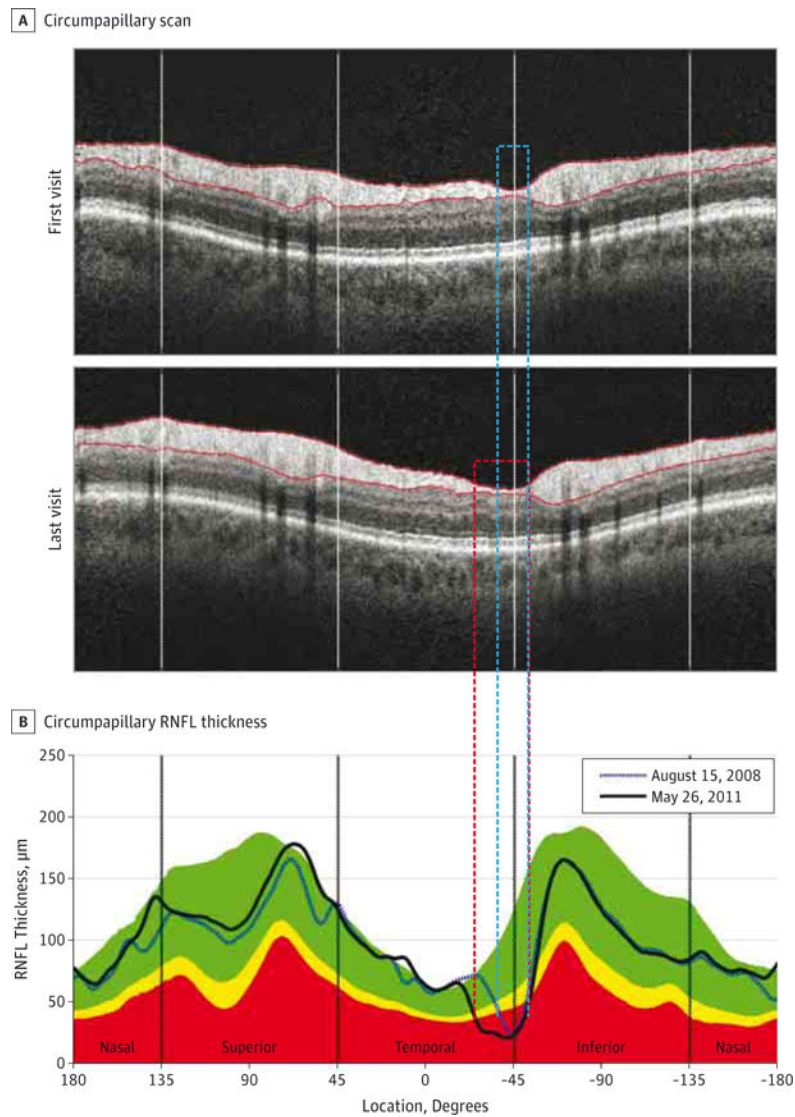 A Circumpapillary scan
First visit
Last visit
B Circumpapillary RNFL thickness
250
200
150
100
50
0
RNFL Thickness, µm
August 15, 2008
May 26, 2011
Nasal Superior Temporal Inferior Nasal
180 135 90 45 0 -45 -90 -135 -180
Location, Degrees